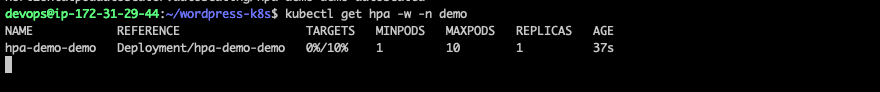 devops@ip-172-31-29-44:~/wordpress-k8s$ kubectl get hpa -w -n demo
NAME REFERENCE TARGETS MINPODS MAXPODS REPLICAS AGE
hpa-demo-demo Deployment/hpa-demo-demo 0%/10% 1 10 1 37s